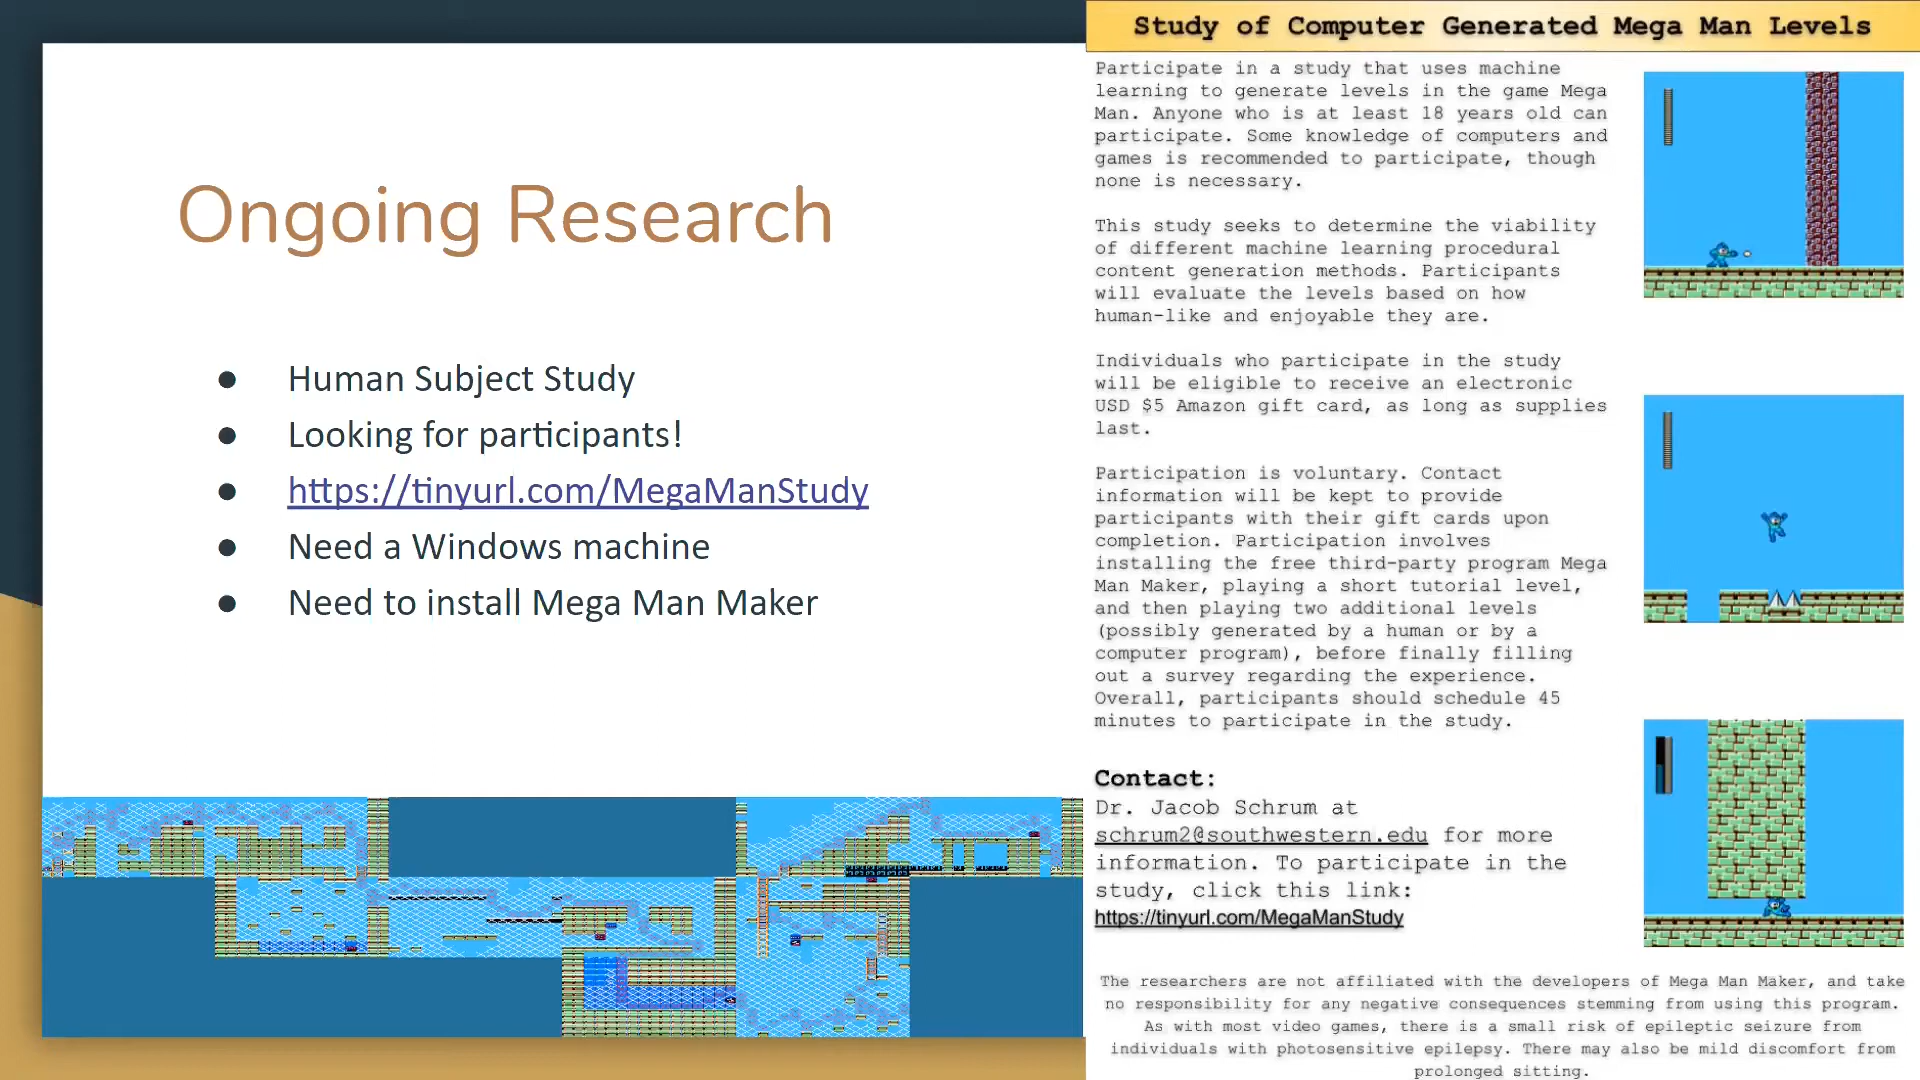 Ongoing Research
● Human Subject Study
● Looking for participants!
● https://tinyurl.com/MegaManStudy
● Need a Windows machine
● Need to install Mega Man Maker
Study of Computer Generated Mega Man Levels
Participate in a study that uses machine
learning to generate levels in the game Mega
Man. Anyone who is at least 18 years old can
participate. Some knowledge of computers and
games is recommended to participate, though
none is necessary.
This study seeks to determine the viability
of different machine learning procedural
content generation methods. Participants
will evaluate the levels based on how
human-like and enjoyable they are.
Individuals who participate in the study
will be eligible to receive an electronic
USD $5 Amazon gift card, as long as supplies
last.
Participation is voluntary. Contact
information will be kept to provide
participants with their gift cards upon
completion. Participation involves
installing the free third-party program Mega
Man Maker, playing a short tutorial level,
and then playing two additional levels
(possibly generated by a human or by a
computer program), before finally filling
out a survey regarding the experience.
Overall, participants should schedule 45
minutes to participate in the study.
Contact:
Dr. Jacob Schrum at
schrum2@southwestern.edu for more
information. To participate in the
study, click this link:
https://tinyurl.com/MegaManStudy
The researchers are not affiliated with the developers of Mega Man Maker, and take
no responsibility for any negative consequences stemming from using this program.
As with most video games, there is a small risk of epileptic seizure from
individuals with photosensitive epilepsy. There may also be mild discomfort from
prolonged sitting.